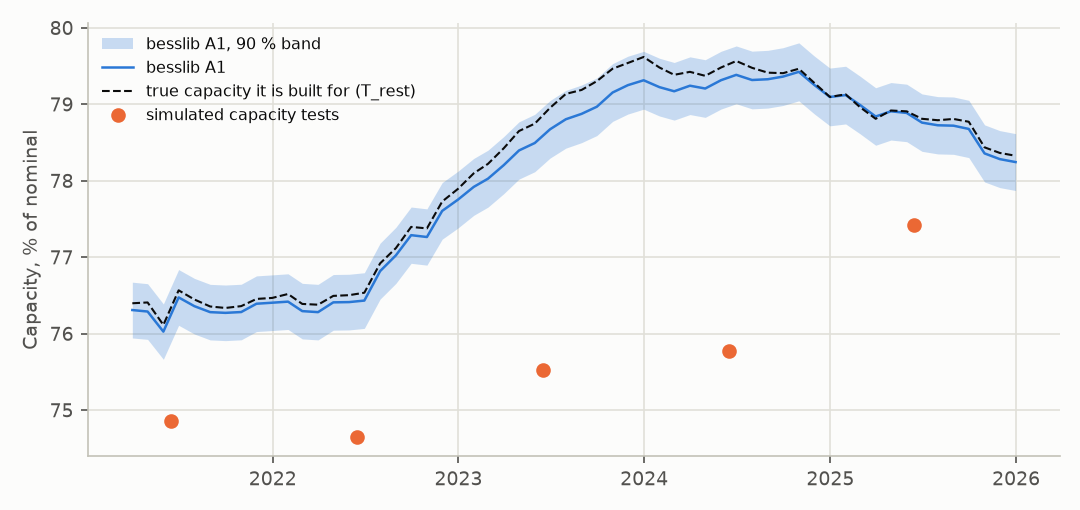 80
79
78
77
76
75
Capacity, % of nominal
besslib A1, 90 % band
besslib A1
true capacity it is built for (T_rest)
simulated capacity tests
2022
2023
2024
2025
2026